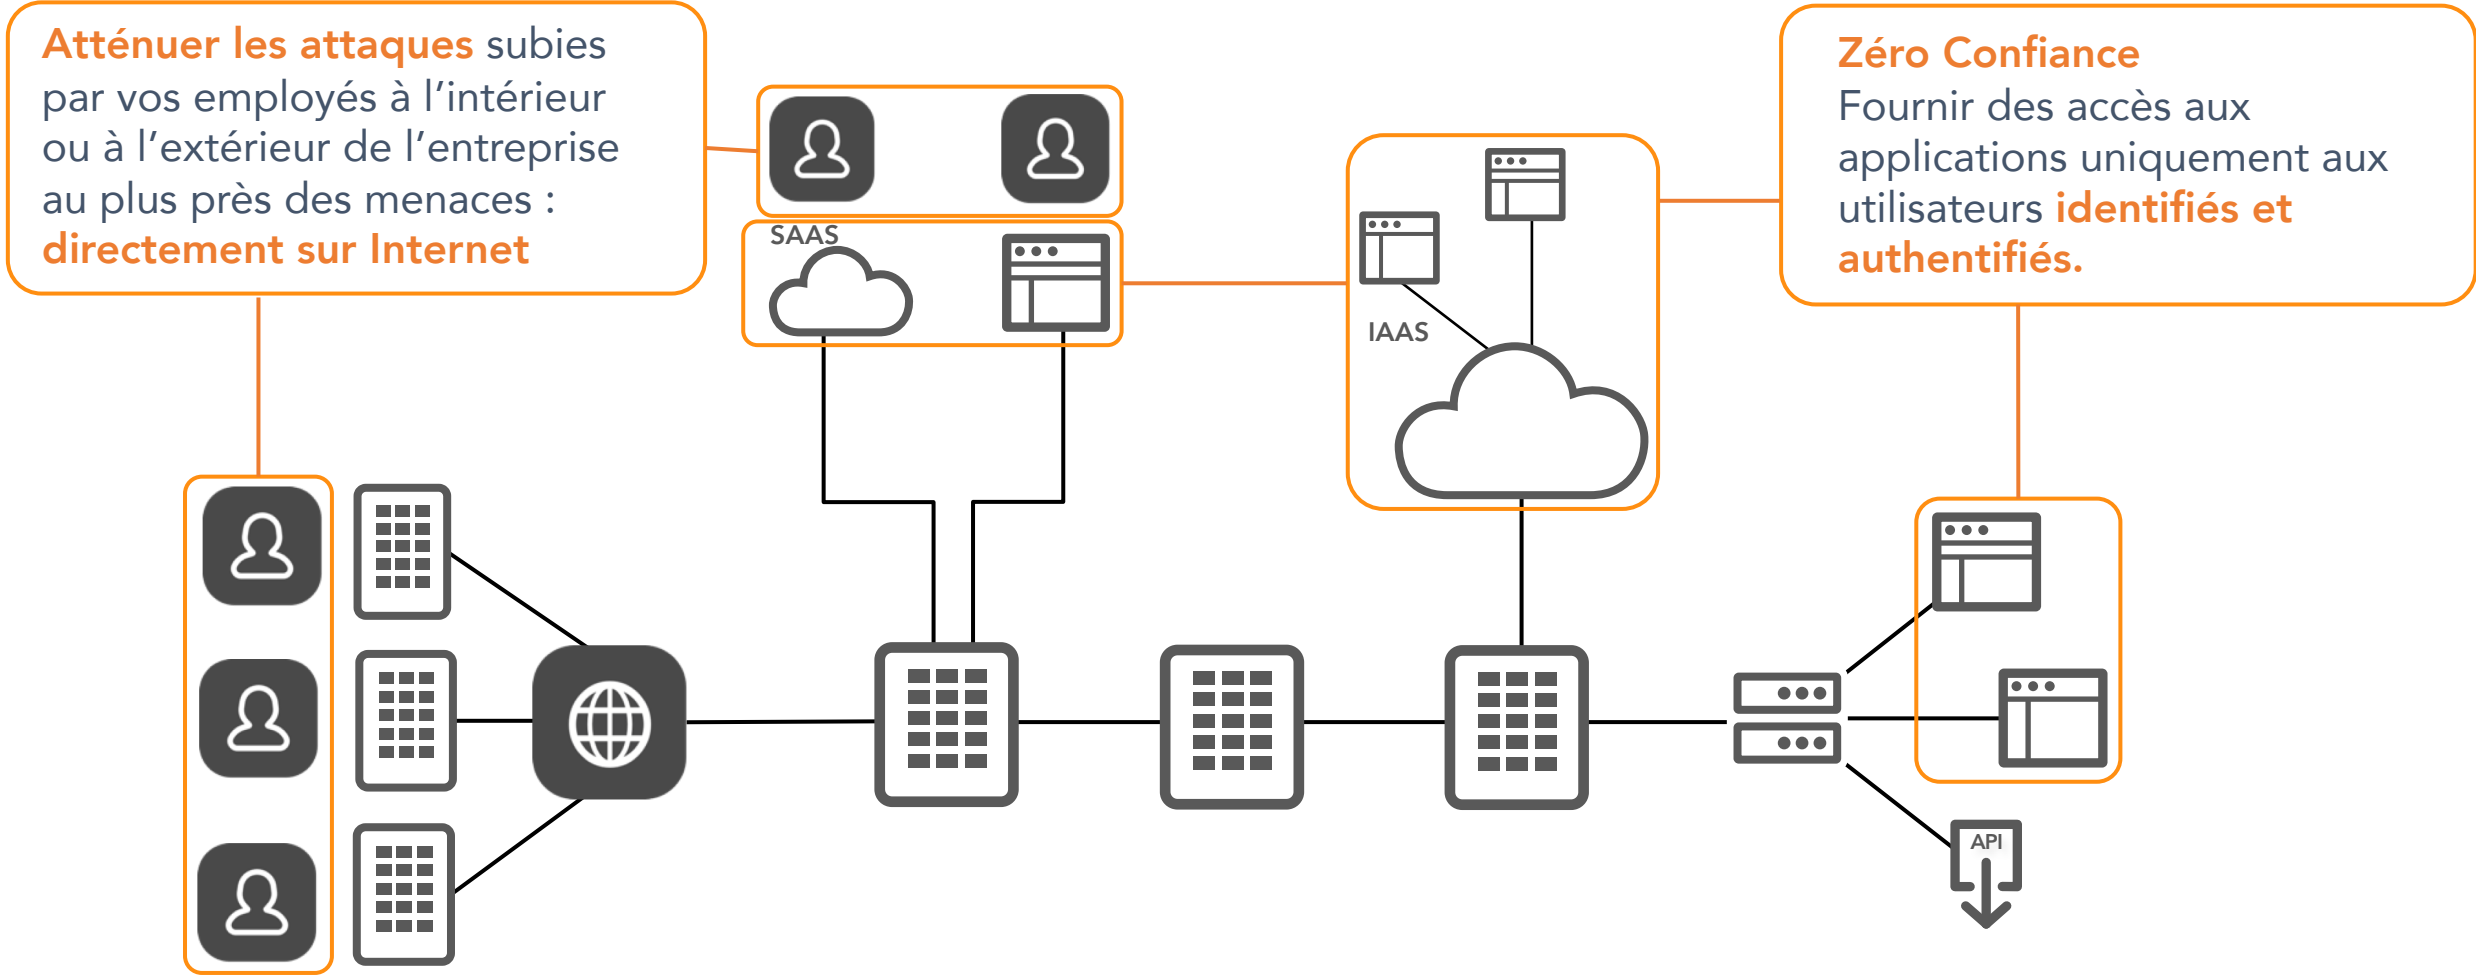 Atténuer les attaques subies
par vos employés à l’intérieur
ou à l’extérieur de l’entreprise
au plus près des menaces :
directement sur Internet
Zéro Confiance
Fournir des accès aux
applications uniquement aux
utilisateurs identifiés et
authentifiés.
SAAS
IAAS
API